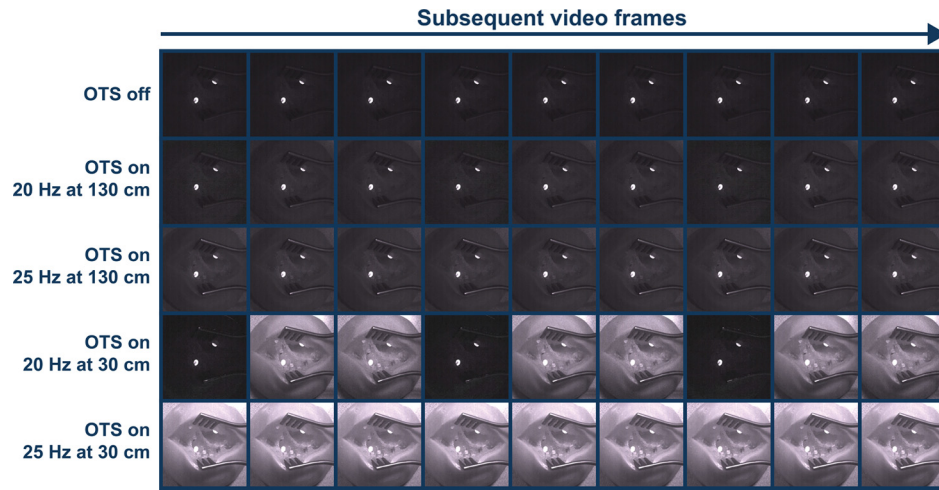 Subsequent video frames
OTS off
OTS on
20 Hz at 130 cm
OTS on
25 Hz at 130 cm
OTS on
20 Hz at 30 cm
OTS on
25 Hz at 30 cm